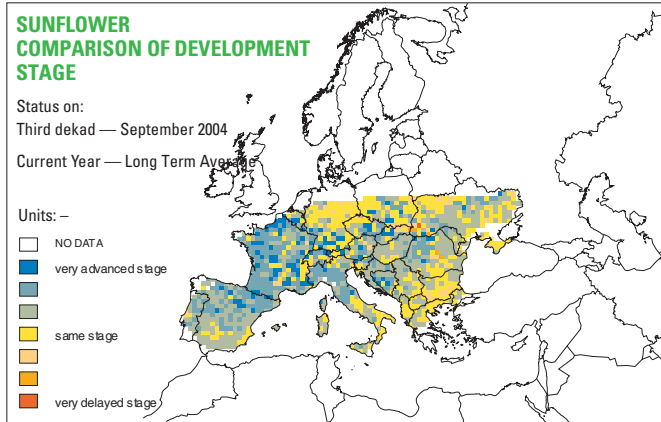 SUNFLOWER
COMPARISON OF DEVELOPMENT
STAGE
Status on:
Third dekad — September 2004
Current Year — Long Term Average
Units: –
NO DATA
very advanced stage
same stage
very delayed stage